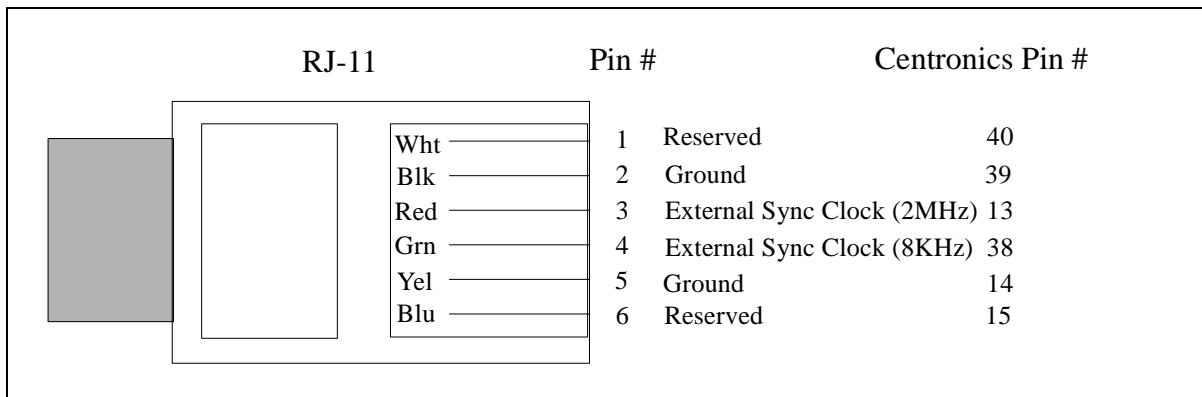 RJ-11 Pin # Centronics Pin #
Wht 1 Reserved 40
Blk 2 Ground 39
Red 3 External Sync Clock (2MHz) 13
Grn 4 External Sync Clock (8KHz) 38
Yel 5 Ground 14
Blu 6 Reserved 15